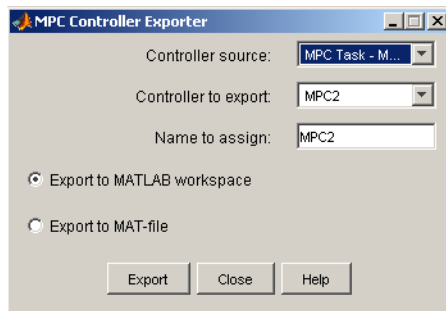 MPC Controller Exporter
Controller source: MPC Task - M...
Controller to export: MPC2
Name to assign: MPC2
Export to MATLAB workspace
Export to MAT-file
Export Close Help